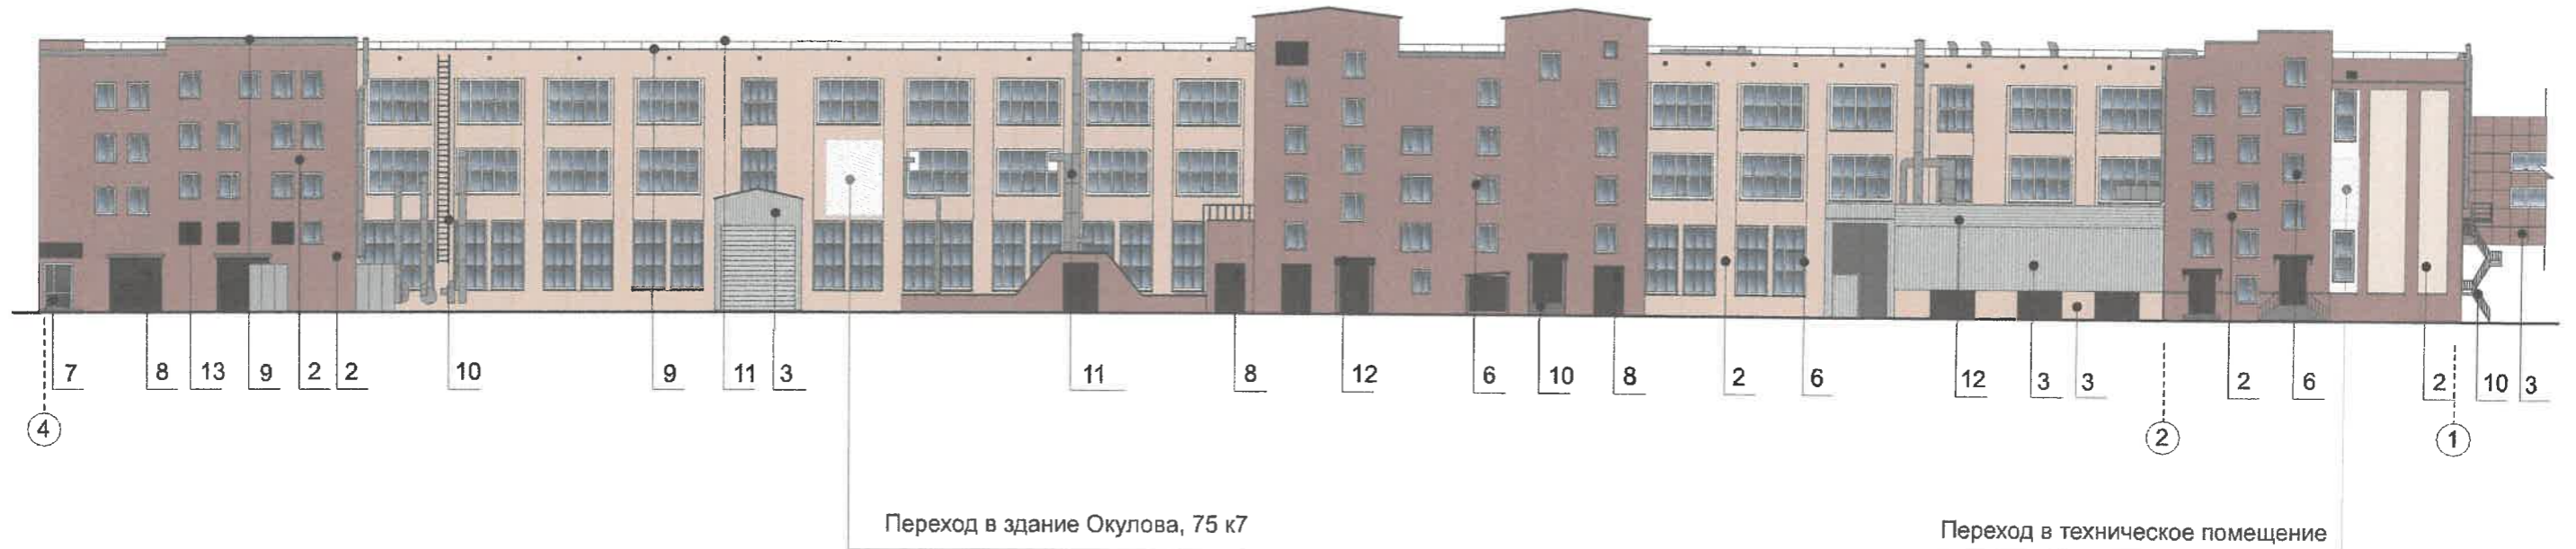 7 8 13 9 2 2 10 9 11 3 11 8 12 6 10 8 2 6 12 3 3 2 6 2 10 3
4 2 1
Переход в здание Окулова, 75 к7
Переход в техническое помещение